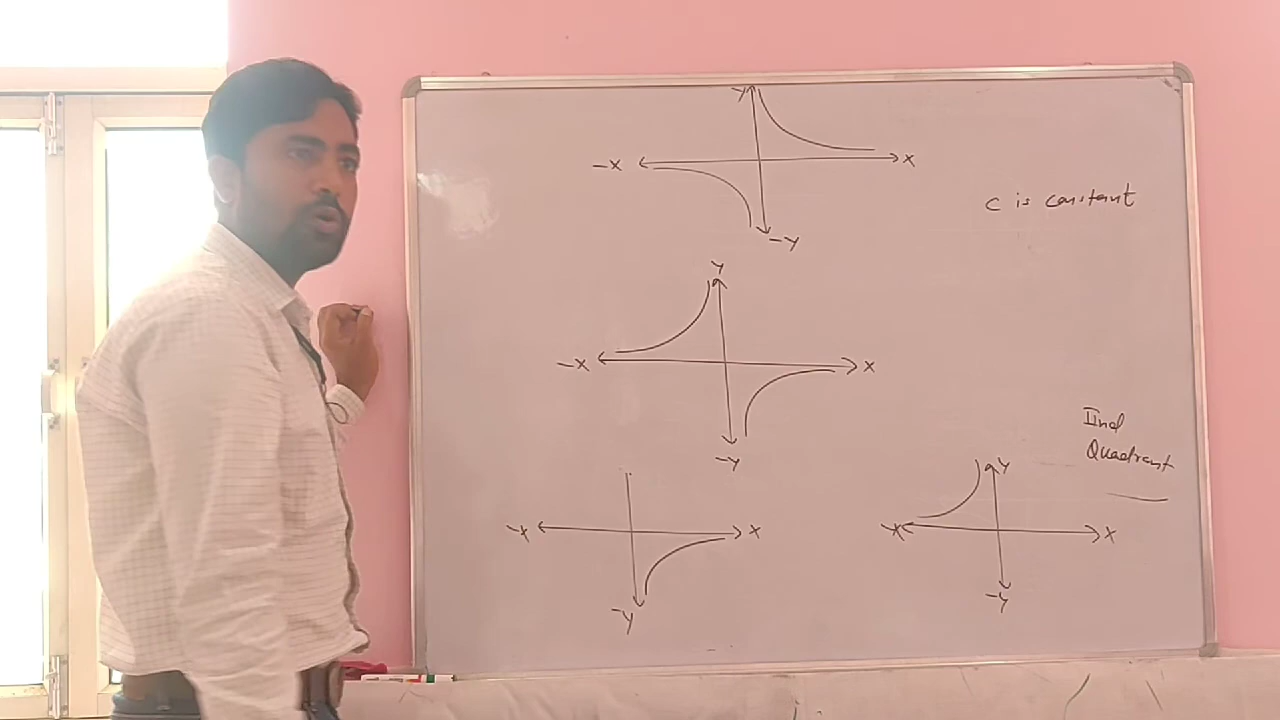 y
-x x
-y
c is constant
y
-x x
-y
IInd
Quadrant
-x x
-y
y
-x x
-y